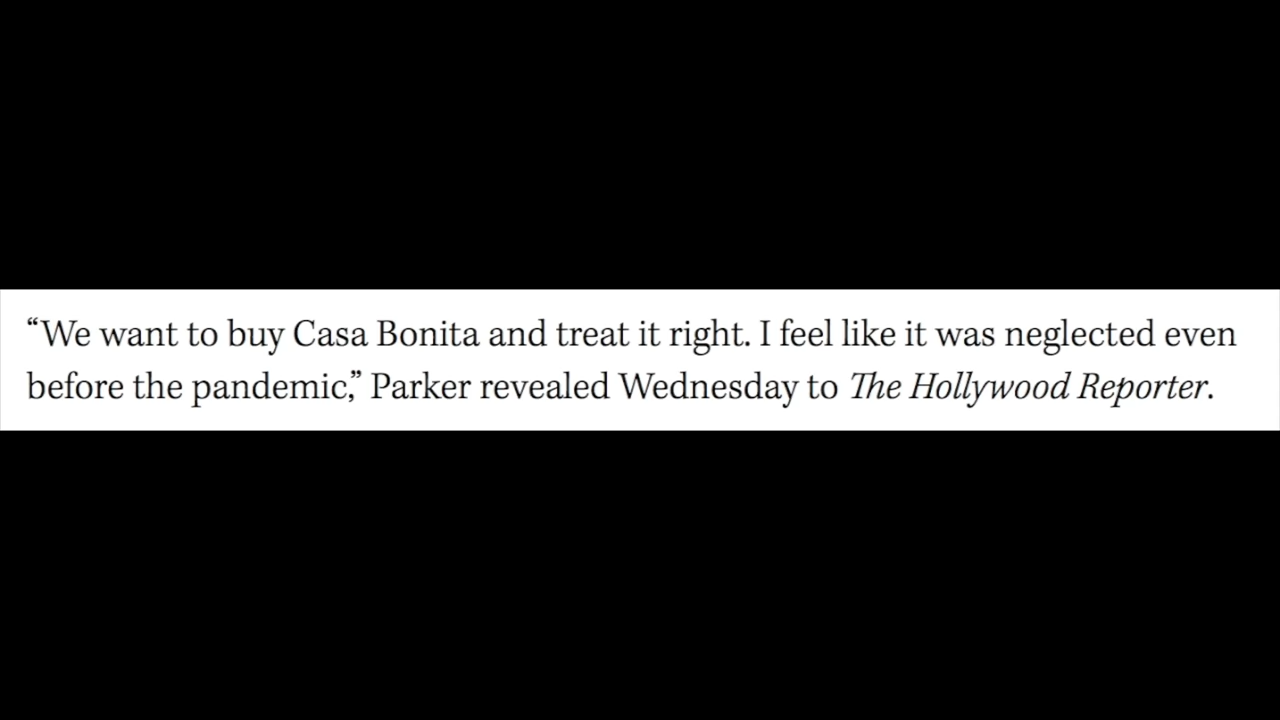 “We want to buy Casa Bonita and treat it right. I feel like it was neglected even
before the pandemic,” Parker revealed Wednesday to The Hollywood Reporter.